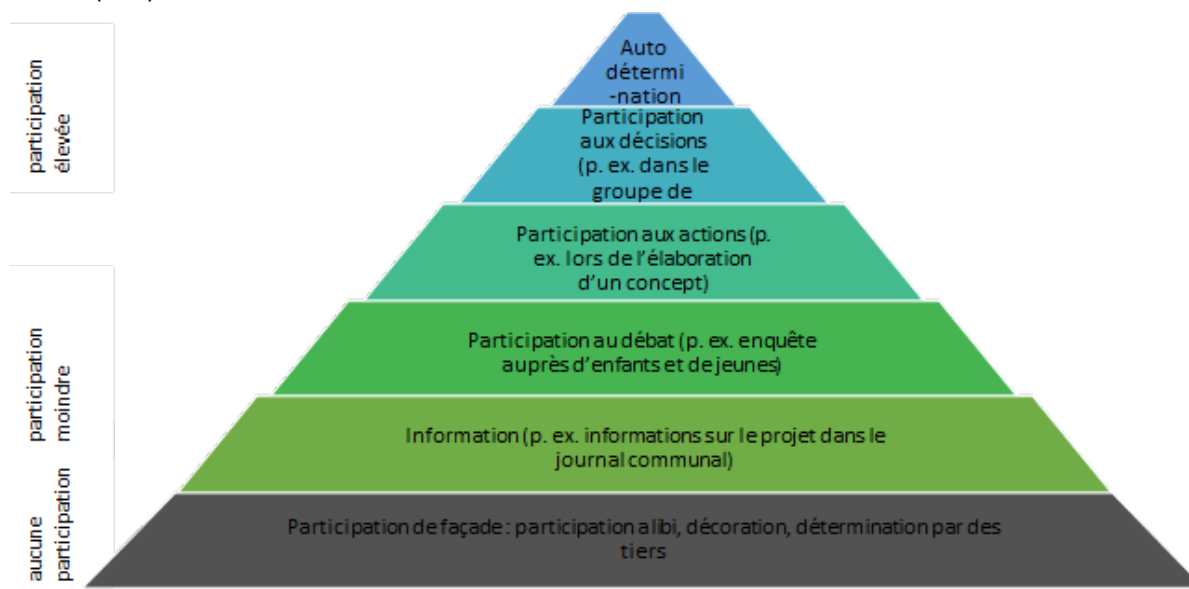 participation
élevée
Auto
détermi
-nation
Participation
aux décisions
(p. ex. dans le
groupe de
Participation aux actions (p.
ex. lors de l'élaboration
d'un concept)
participation
moindre
Participation au débat (p. ex. enquête
auprès d'enfants et de jeunes)
Information (p. ex. informations sur le projet dans le
journal communal)
aucune
participation
Participation de façade : participation alibi, décoration, détermination par des
tiers